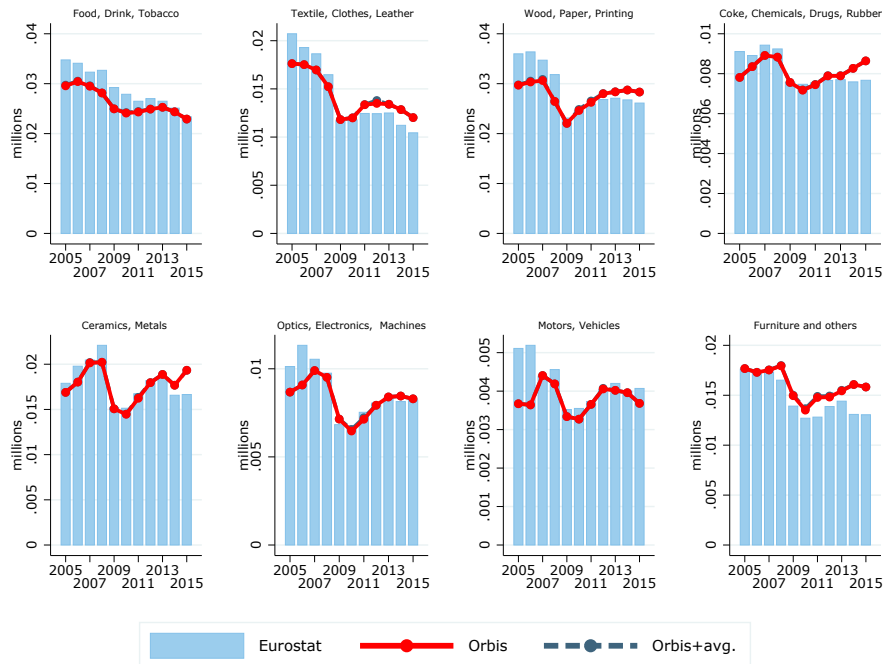 Food, Drink, Tobacco
millions
0 .01 .02 .03 .04
2005 2009 2013
2007 2011 2015
Textile, Clothes, Leather
millions
0 .005 .01 .015 .02
2005 2009 2013
2007 2011 2015
Wood, Paper, Printing
millions
0 .01 .02 .03 .04
2005 2009 2013
2007 2011 2015
Coke, Chemicals, Drugs, Rubber
millions
0 .002 .004 .006 .008 .01
2005 2009 2013
2007 2011 2015
Ceramics, Metals
millions
0 .005 .01 .015 .02
2005 2009 2013
2007 2011 2015
Optics, Electronics, Machines
millions
0 .005 .01
2005 2009 2013
2007 2011 2015
Motors, Vehicles
millions
0 .001 .002 .003 .004 .005
2005 2009 2013
2007 2011 2015
Furniture and others
millions
0 .005 .01 .015 .02
2005 2009 2013
2007 2011 2015
Eurostat Orbis Orbis+avg.